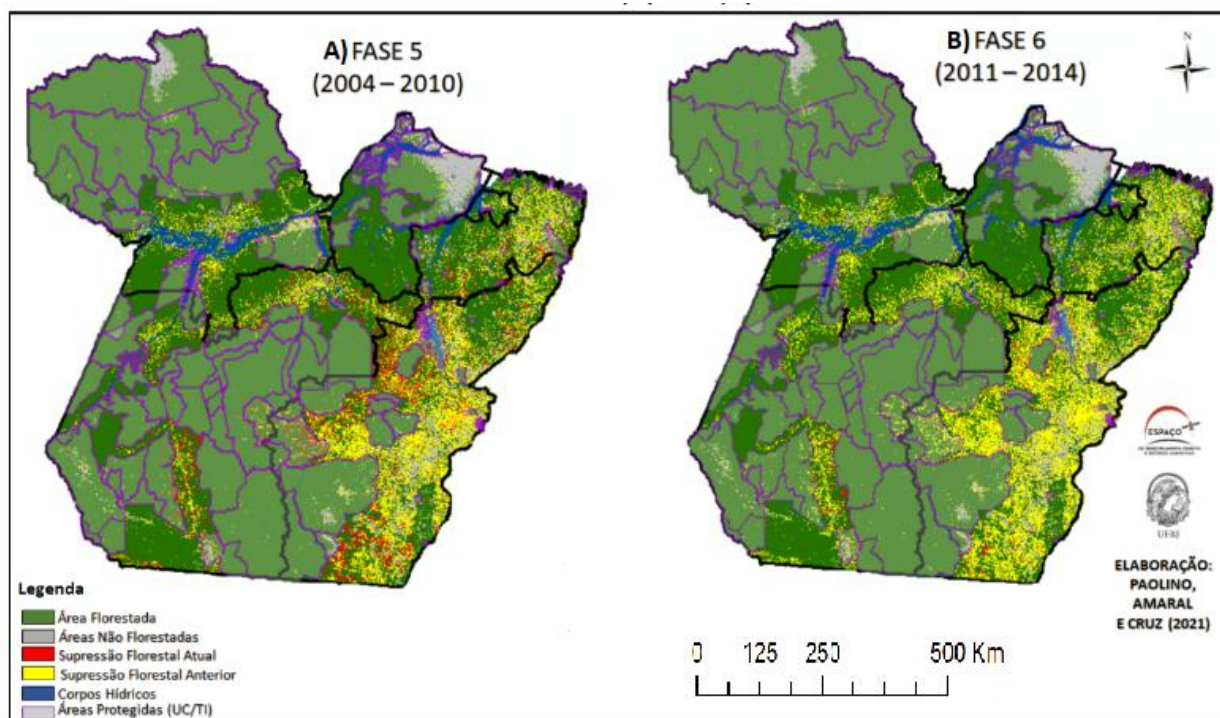 A) FASE 5
(2004 – 2010)
B) FASE 6
(2011 – 2014)
N
Legenda
Área Florestada
Áreas Não Florestadas
Supressão Florestal Atual
Supressão Florestal Anterior
Corpos Hídricos
Áreas Protegidas (UC/TI)
0 125 250 500 Km
ESPAÇO
UFRJ
ELABORAÇÃO:
PAOLINO,
AMARAL
E CRUZ (2021)